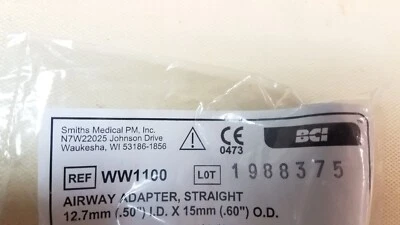 Smiths Medical PM, Inc.
N7W22025 Johnson Drive
Waukesha, WI 53186-1856
CE
0473
BCI
REF WW1100
LOT 1988375
AIRWAY ADAPTER, STRAIGHT
12.7mm (.50") I.D. X 15mm (.60") O.D.